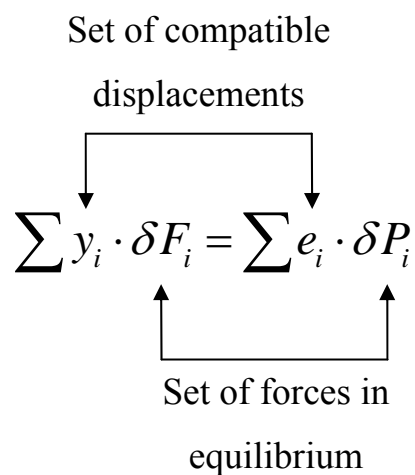 Set of compatible
displacements
∑ yᵢ · δFᵢ = ∑ eᵢ · δPᵢ
Set of forces in
equilibrium